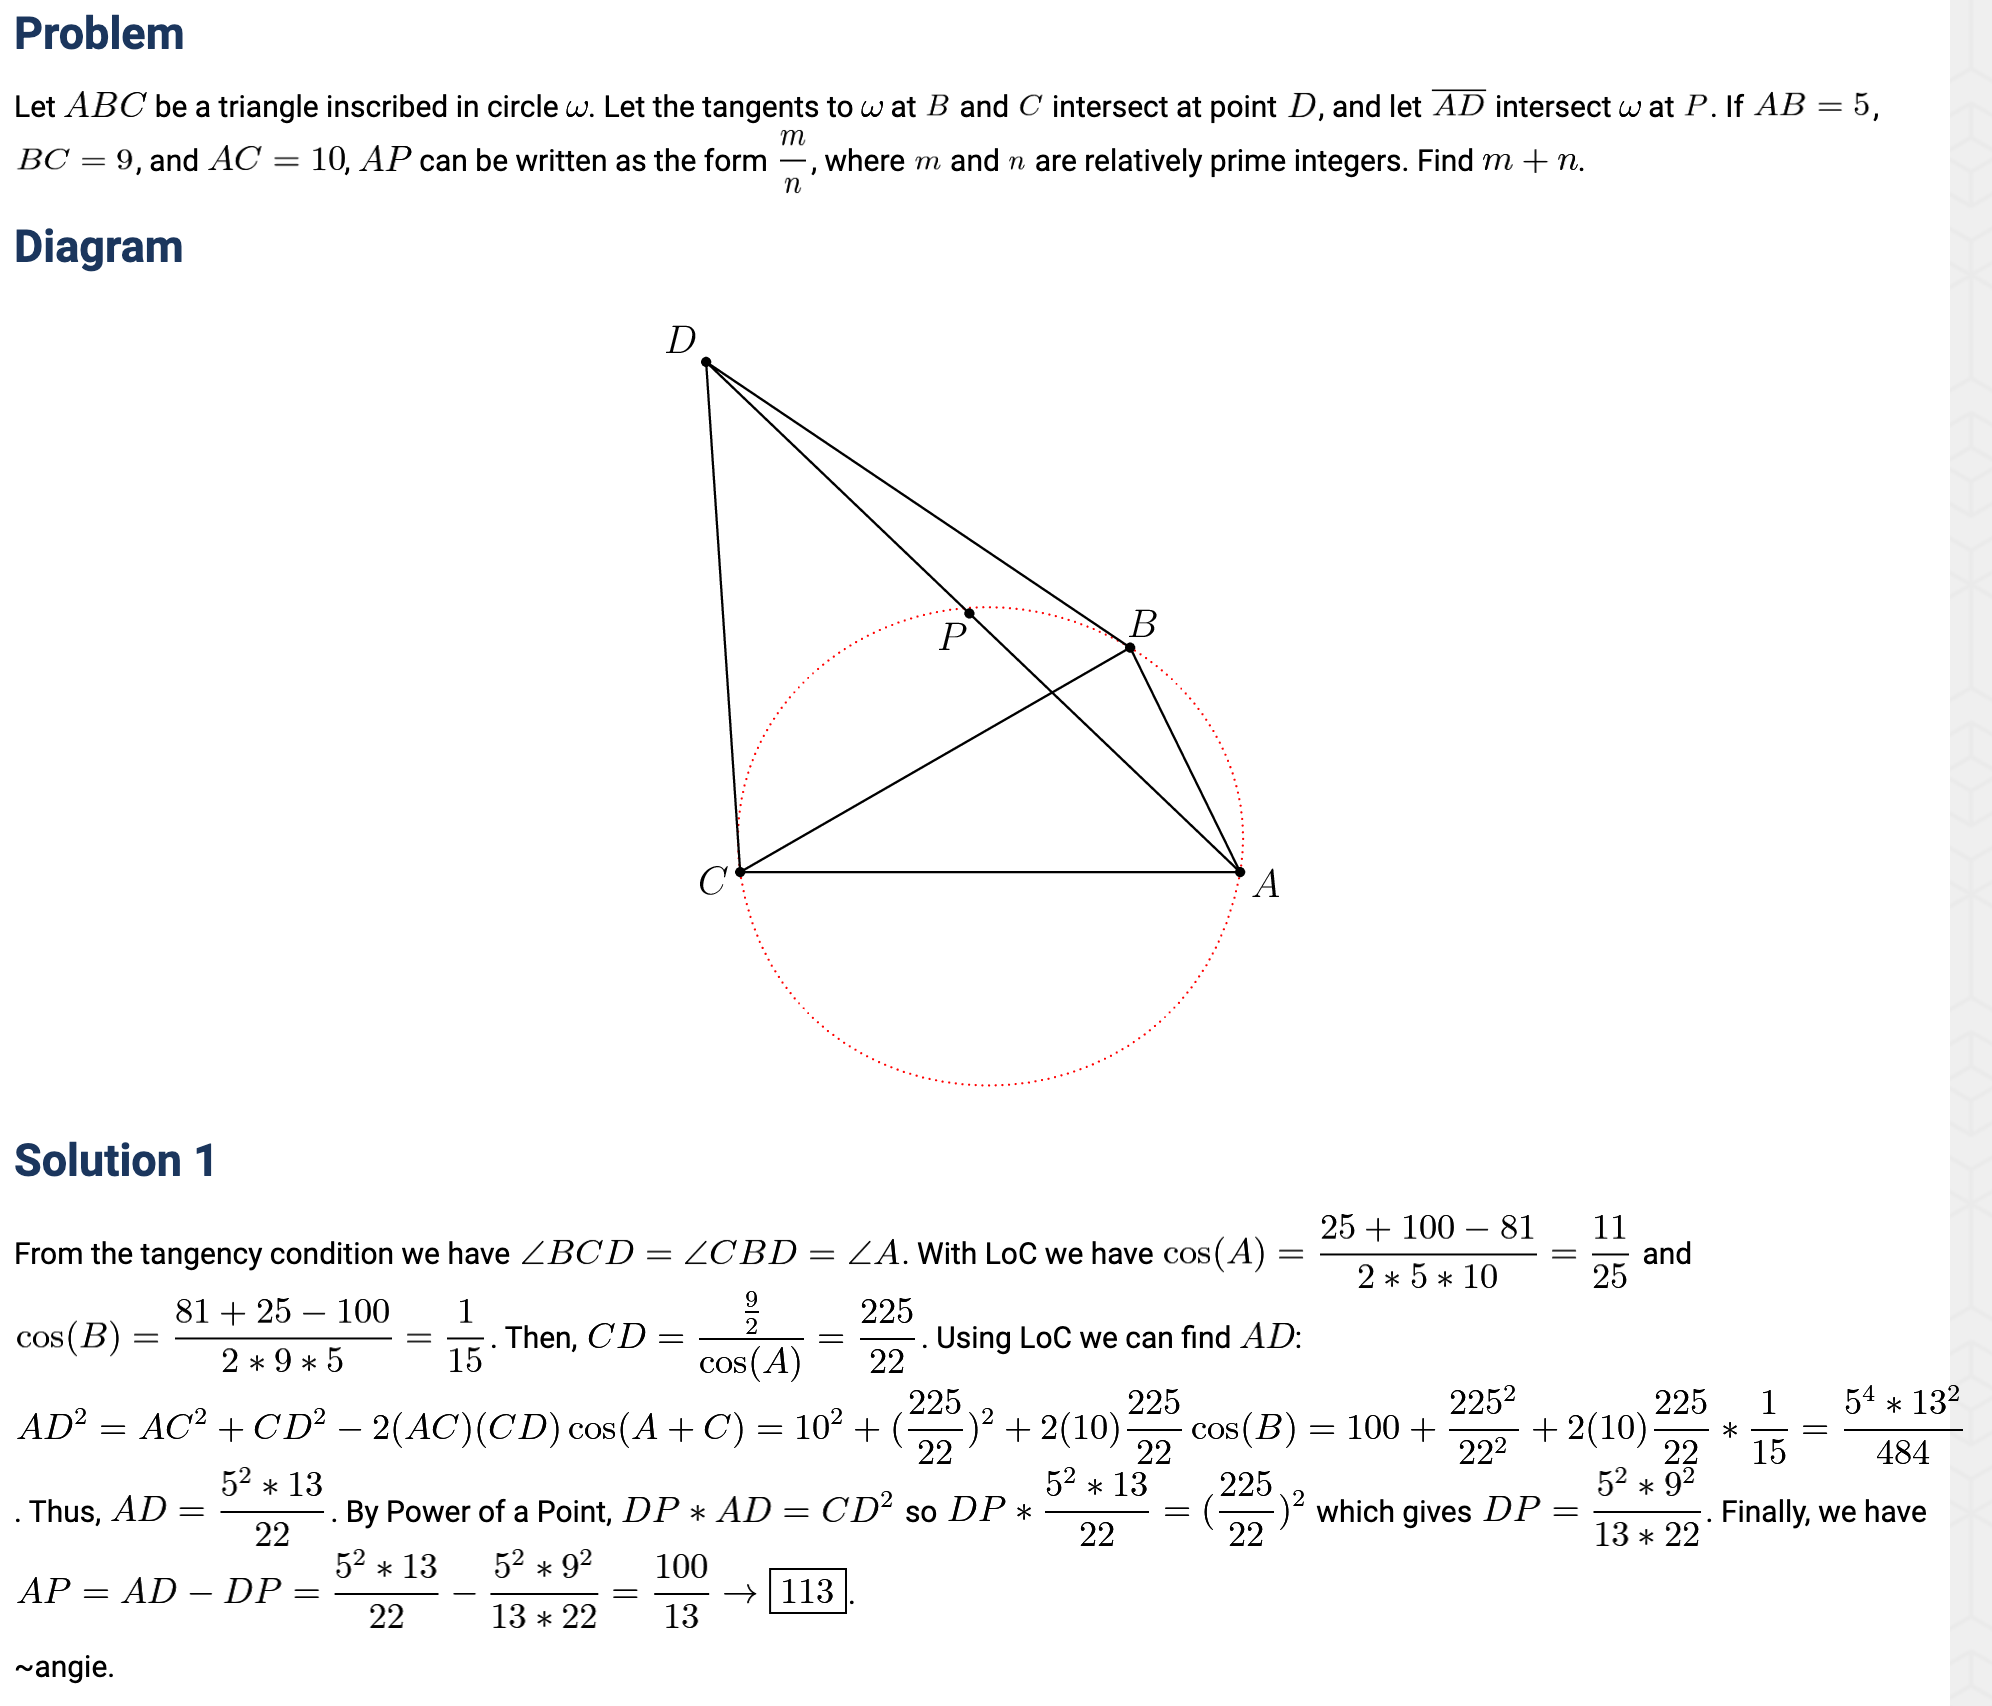 Problem
Let ABC be a triangle inscribed in circle ω. Let the tangents to ω at B and C intersect at point D, and let $\overline{AD}$ intersect ω at P. If AB = 5,
BC = 9, and AC = 10, AP can be written as the form $\frac{m}{n}$, where m and n are relatively prime integers. Find m + n.
Diagram
D
B
P
C
A
Solution 1
From the tangency condition we have ∠BCD = ∠CBD = ∠A. With LoC we have $\cos(A) = \frac{25 + 100 - 81}{2 * 5 * 10} = \frac{11}{25}$ and
$\cos(B) = \frac{81 + 25 - 100}{2 * 9 * 5} = \frac{1}{15}$. Then, $CD = \frac{\frac{9}{2}}{\cos(A)} = \frac{225}{22}$. Using LoC we can find AD:
$AD^2 = AC^2 + CD^2 - 2(AC)(CD)\cos(A + C) = 10^2 + (\frac{225}{22})^2 + 2(10)\frac{225}{22}\cos(B) = 100 + \frac{225^2}{22^2} + 2(10)\frac{225}{22} * \frac{1}{15} = \frac{5^4 * 13^2}{484}$
. Thus, $AD = \frac{5^2 * 13}{22}$. By Power of a Point, $DP * AD = CD^2$ so $DP * \frac{5^2 * 13}{22} = (\frac{225}{22})^2$ which gives $DP = \frac{5^2 * 9^2}{13 * 22}$. Finally, we have
$AP = AD - DP = \frac{5^2 * 13}{22} - \frac{5^2 * 9^2}{13 * 22} = \frac{100}{13} \rightarrow \boxed{113}$.
~angie.